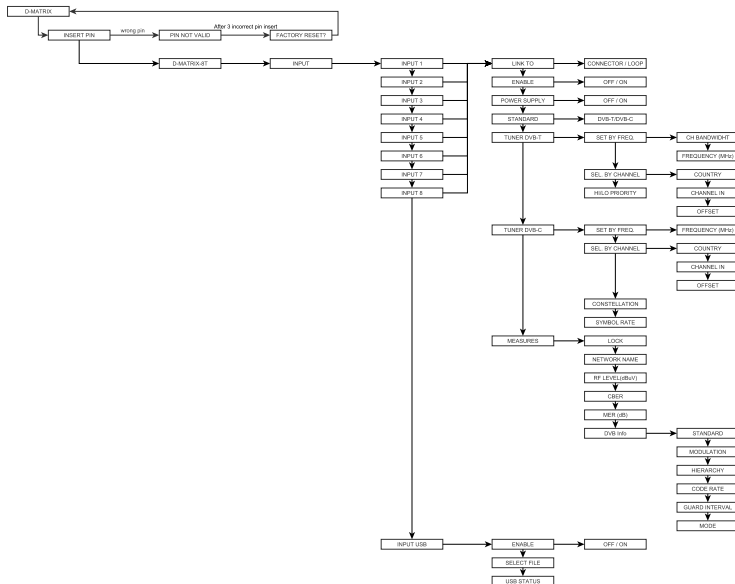 D-MATRIX
After 3 incorrect pin insert
INSERT PIN
wrong pin
PIN NOT VALID
FACTORY RESET?
D-MATRIX-8T
INPUT
INPUT 1
LINK TO
CONNECTOR / LOOP
INPUT 2
ENABLE
OFF / ON
INPUT 3
POWER SUPPLY
OFF / ON
INPUT 4
STANDARD
DVB-T/DVB-C
INPUT 5
TUNER DVB-T
SET BY FREQ.
CH BANDWIDHT
INPUT 6
FREQUENCY (MHz)
INPUT 7
SEL. BY CHANNEL
COUNTRY
INPUT 8
HI/LO PRIORITY
CHANNEL IN
OFFSET
TUNER DVB-C
SET BY FREQ.
FREQUENCY (MHz)
SEL. BY CHANNEL
COUNTRY
CHANNEL IN
OFFSET
CONSTELLATION
SYMBOL RATE
MEASURES
LOCK
NETWORK NAME
RF LEVEL(dBuV)
CBER
MER (dB)
DVB Info
STANDARD
MODULATION
HIERARCHY
CODE RATE
GUARD INTERVAL
MODE
INPUT USB
ENABLE
OFF / ON
SELECT FILE
USB STATUS